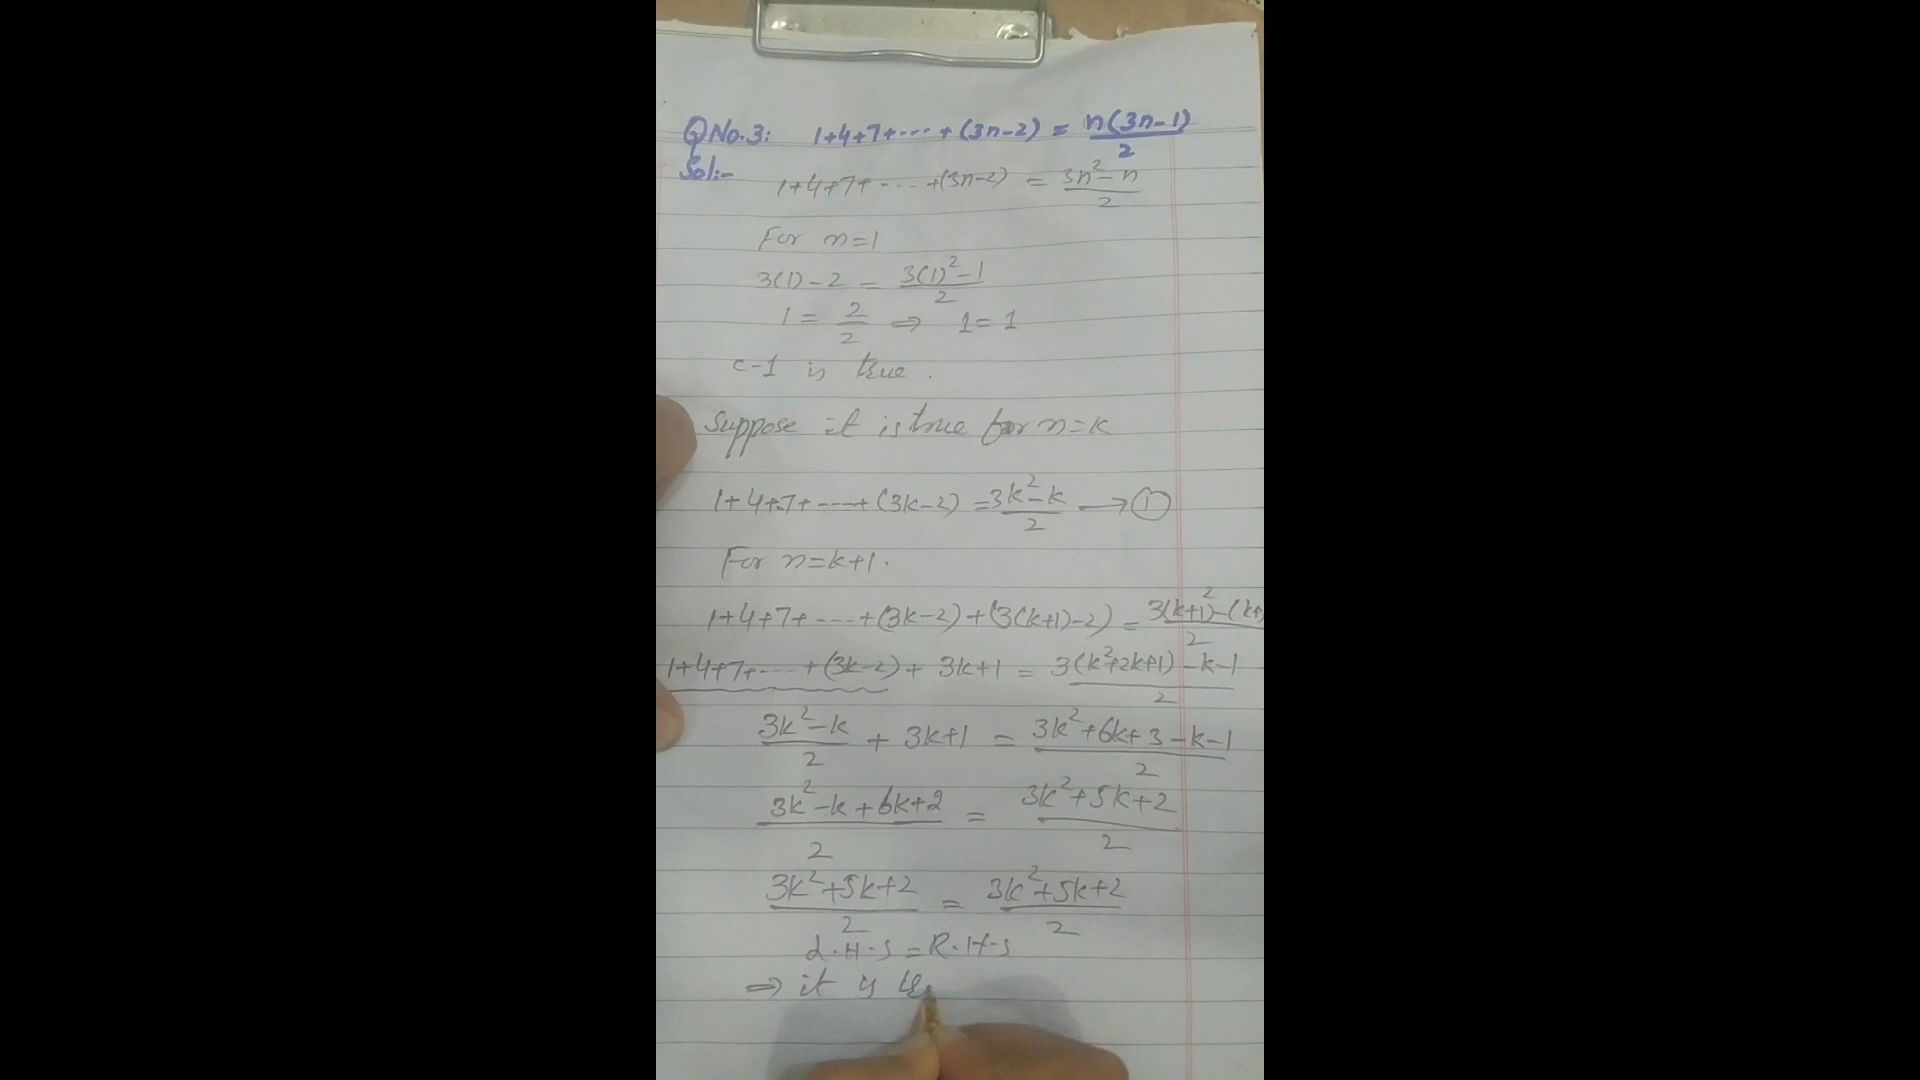 Q No.3: 1+4+7+.... + (3n-2) = n(3n-1)/2
Sol:-
1+4+7+ - ... +(3n-2) = 3n²-n/2
For n=1
3(1)-2 = 3(1)²-1/2
1 = 2/2 ⇒ 1=1
c-1 is true.
Suppose it is true for n=k
1+4+7+ ----+ (3k-2) = 3k²-k/2 → ①
For n=k+1.
1+4+7+ - ... +(3k-2)+(3(k+1)-2) = 3(k+1)²-(k+/2
1+4+7+.... +(3k-2)+ 3k+1 = 3(k²+2k+1)-k-1/2
3k²-k/2 + 3k+1 = 3k²+6k+3-k-1/2
3k²-k+6k+2/2 = 3k²+5k+2/2
3k²+5k+2/2 = 3k²+5k+2/2
L.H-S = R.H-S
⇒ it is